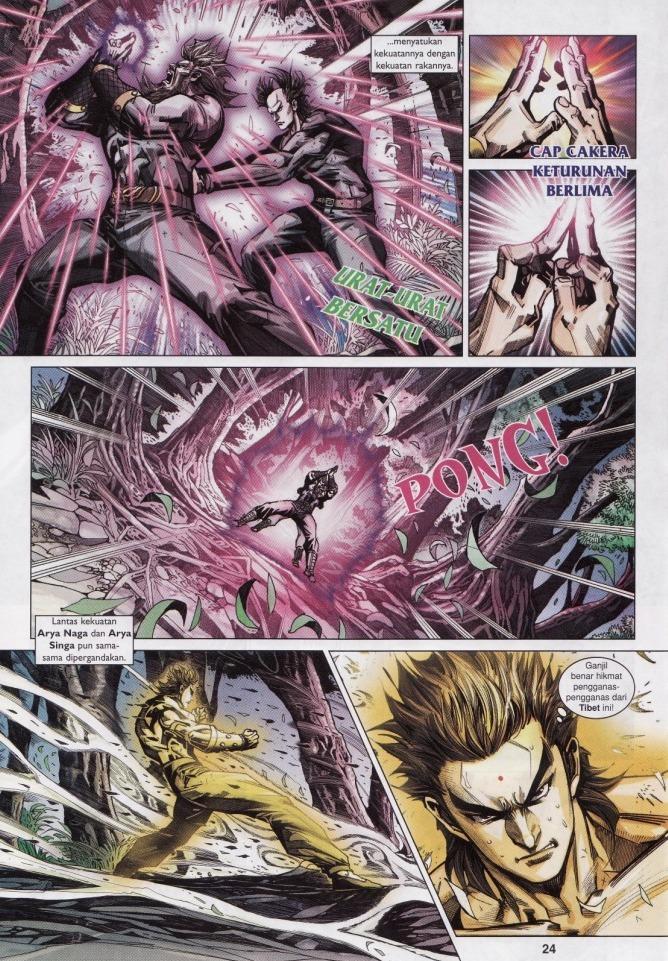 ...menyatukan
kekuatannya dengan
kekuatan rakannya.
CAP CAKERA
KETURUNAN
BERLIMA
URAT-URAT
BERSATU
PONG!
Lantas kekuatan
Arya Naga dan Arya
Singa pun sama-
sama dipergandakan.
Ganjil
benar hikmat
pengganas-
pengganas dari
Tibet ini!
24